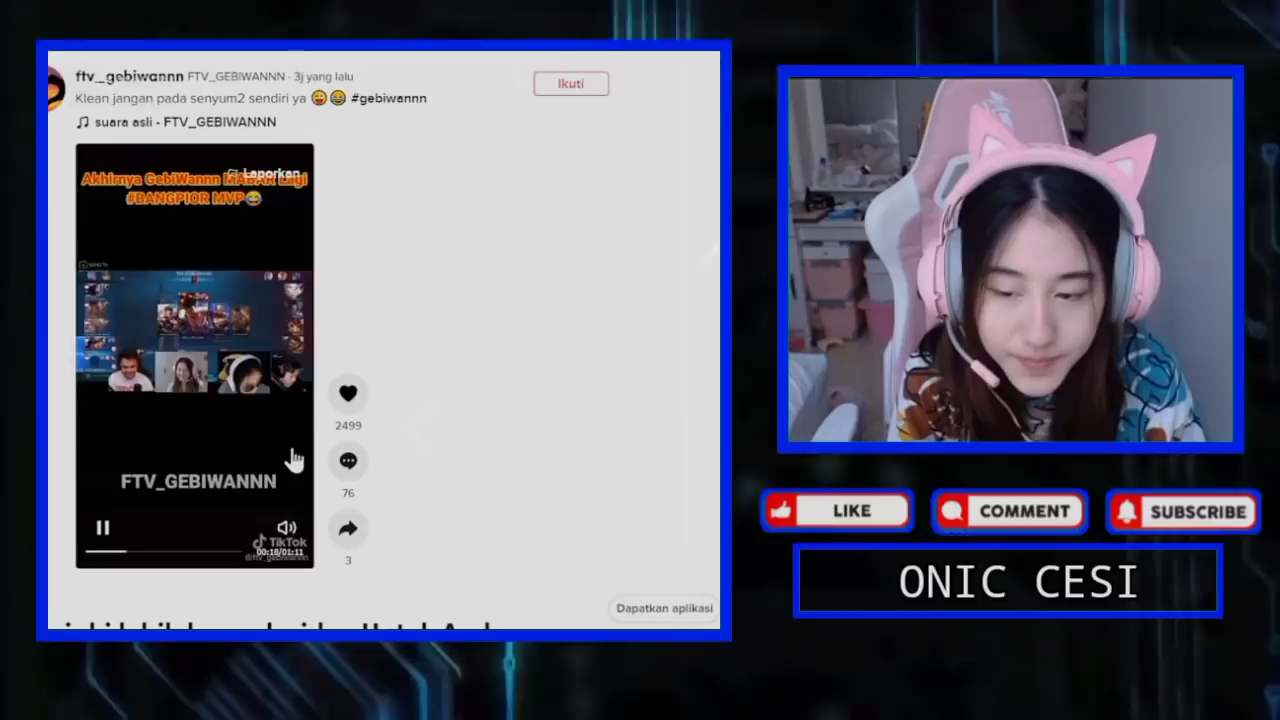 ftv_gebiwannn FTV_GEBIWANNN · 3j yang lalu
Ikuti
Klean jangan pada senyum2 sendiri ya 😜 😂 #gebiwannn
♫ suara asli - FTV_GEBIWANNN
Laporkan
Akhirnya GebiWannn MABAR Lagi
#BANGPIOR MVP😂
2499
FTV_GEBIWANNN
76
TikTok
00:18/01:11
@ftv_gebiwannn
3
Dapatkan aplikasi
LIKE
COMMENT
SUBSCRIBE
ONIC CESI